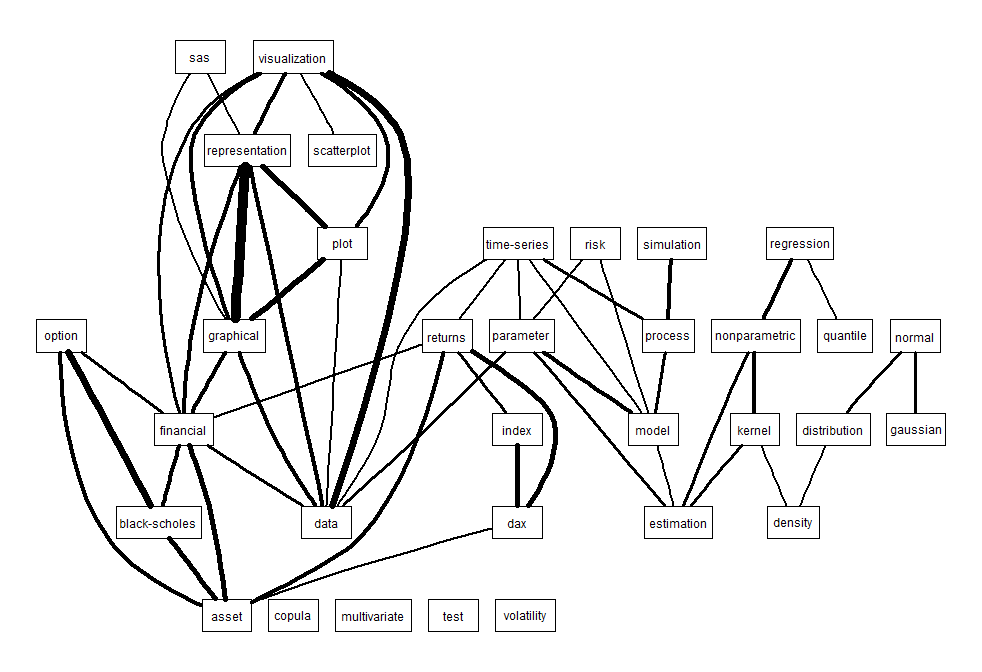 sas
visualization
representation
scatterplot
plot
time-series
risk
simulation
regression
option
graphical
returns
parameter
process
nonparametric
quantile
normal
financial
index
model
kernel
distribution
gaussian
black-scholes
data
dax
estimation
density
asset
copula
multivariate
test
volatility